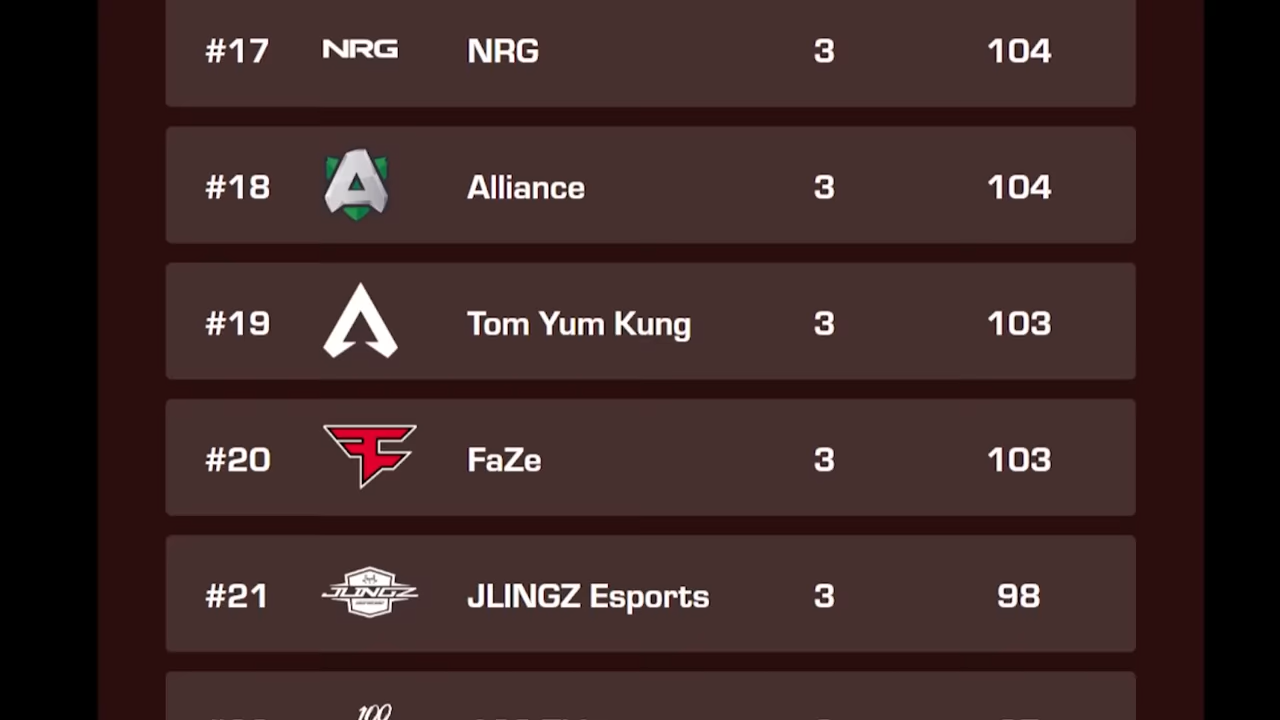 #17 NRG NRG 3 104
#18 Alliance 3 104
#19 Tom Yum Kung 3 103
#20 FaZe 3 103
#21 JLINGZ JLINGZ Esports 3 98
100